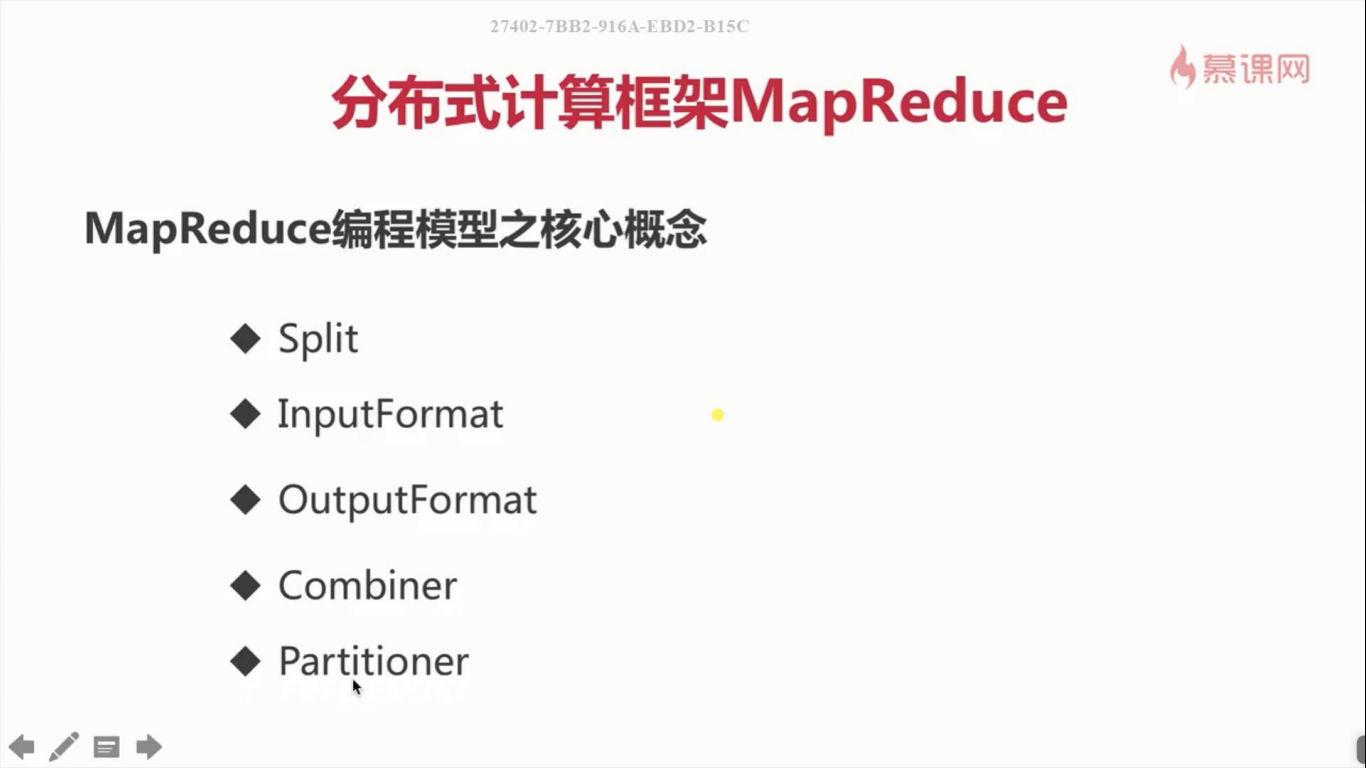 27402-7BB2-916A-EBD2-B15C
慕课网
分布式计算框架MapReduce
MapReduce编程模型之核心概念
Split
InputFormat
OutputFormat
Combiner
Partitioner